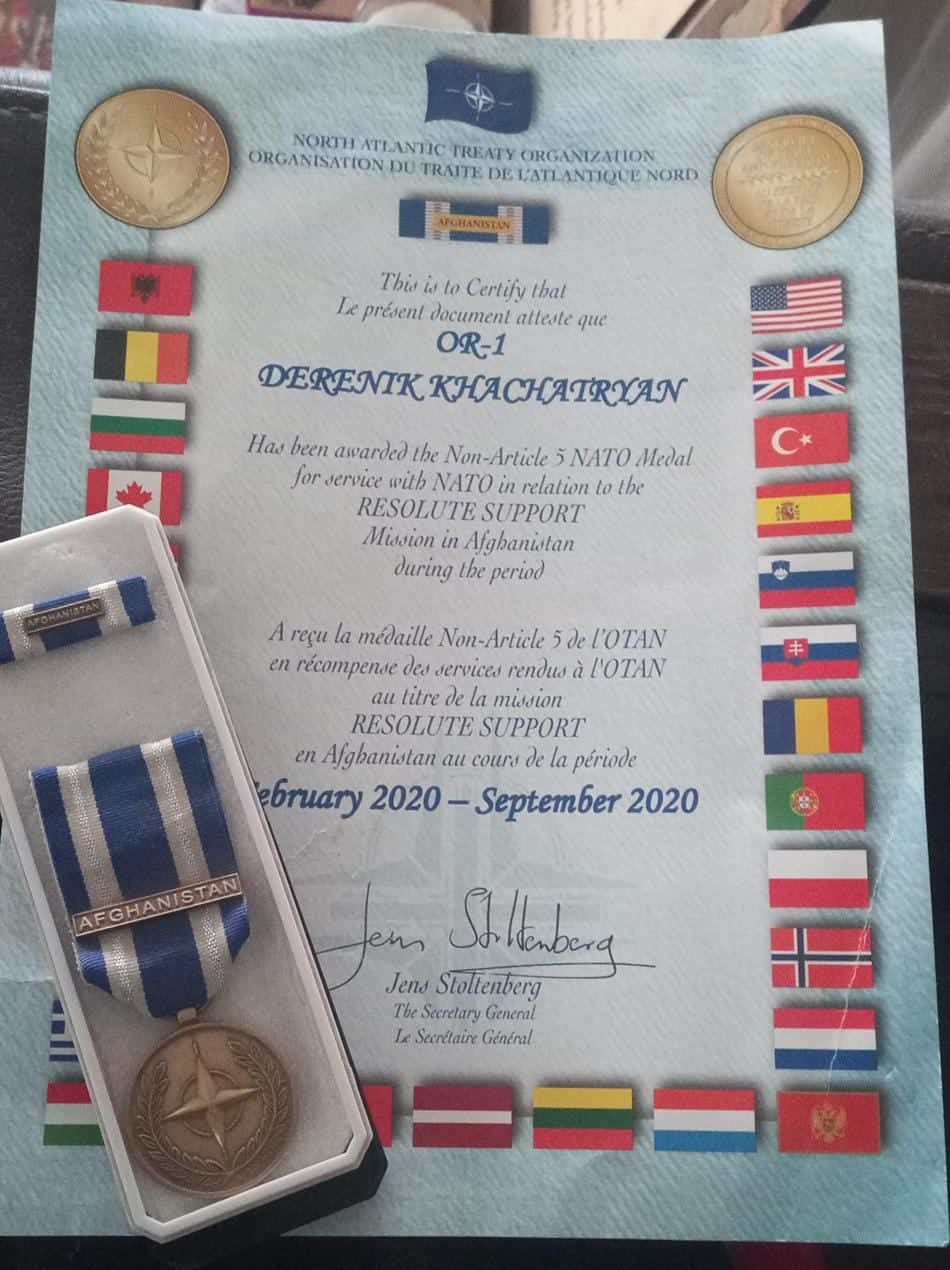 NORTH ATLANTIC TREATY ORGANIZATION
ORGANISATION DU TRAITE DE L'ATLANTIQUE NORD
AFGHANISTAN
This is to Certify that
Le présent document atteste que
OR-1
DERENIK KHACHATRYAN
Has been awarded the Non-Article 5 NATO Medal
for service with NATO in relation to the
RESOLUTE SUPPORT
Mission in Afghanistan
during the period
A reçu la médaille Non-Article 5 de l'OTAN
en récompense des services rendus à l'OTAN
au titre de la mission
RESOLUTE SUPPORT
en Afghanistan au cours de la période
ebruary 2020 – September 2020
Jens Stoltenberg
Jens Stoltenberg
The Secretary General
Le Secrétaire Général
AFGHANISTAN
AFGHANISTAN